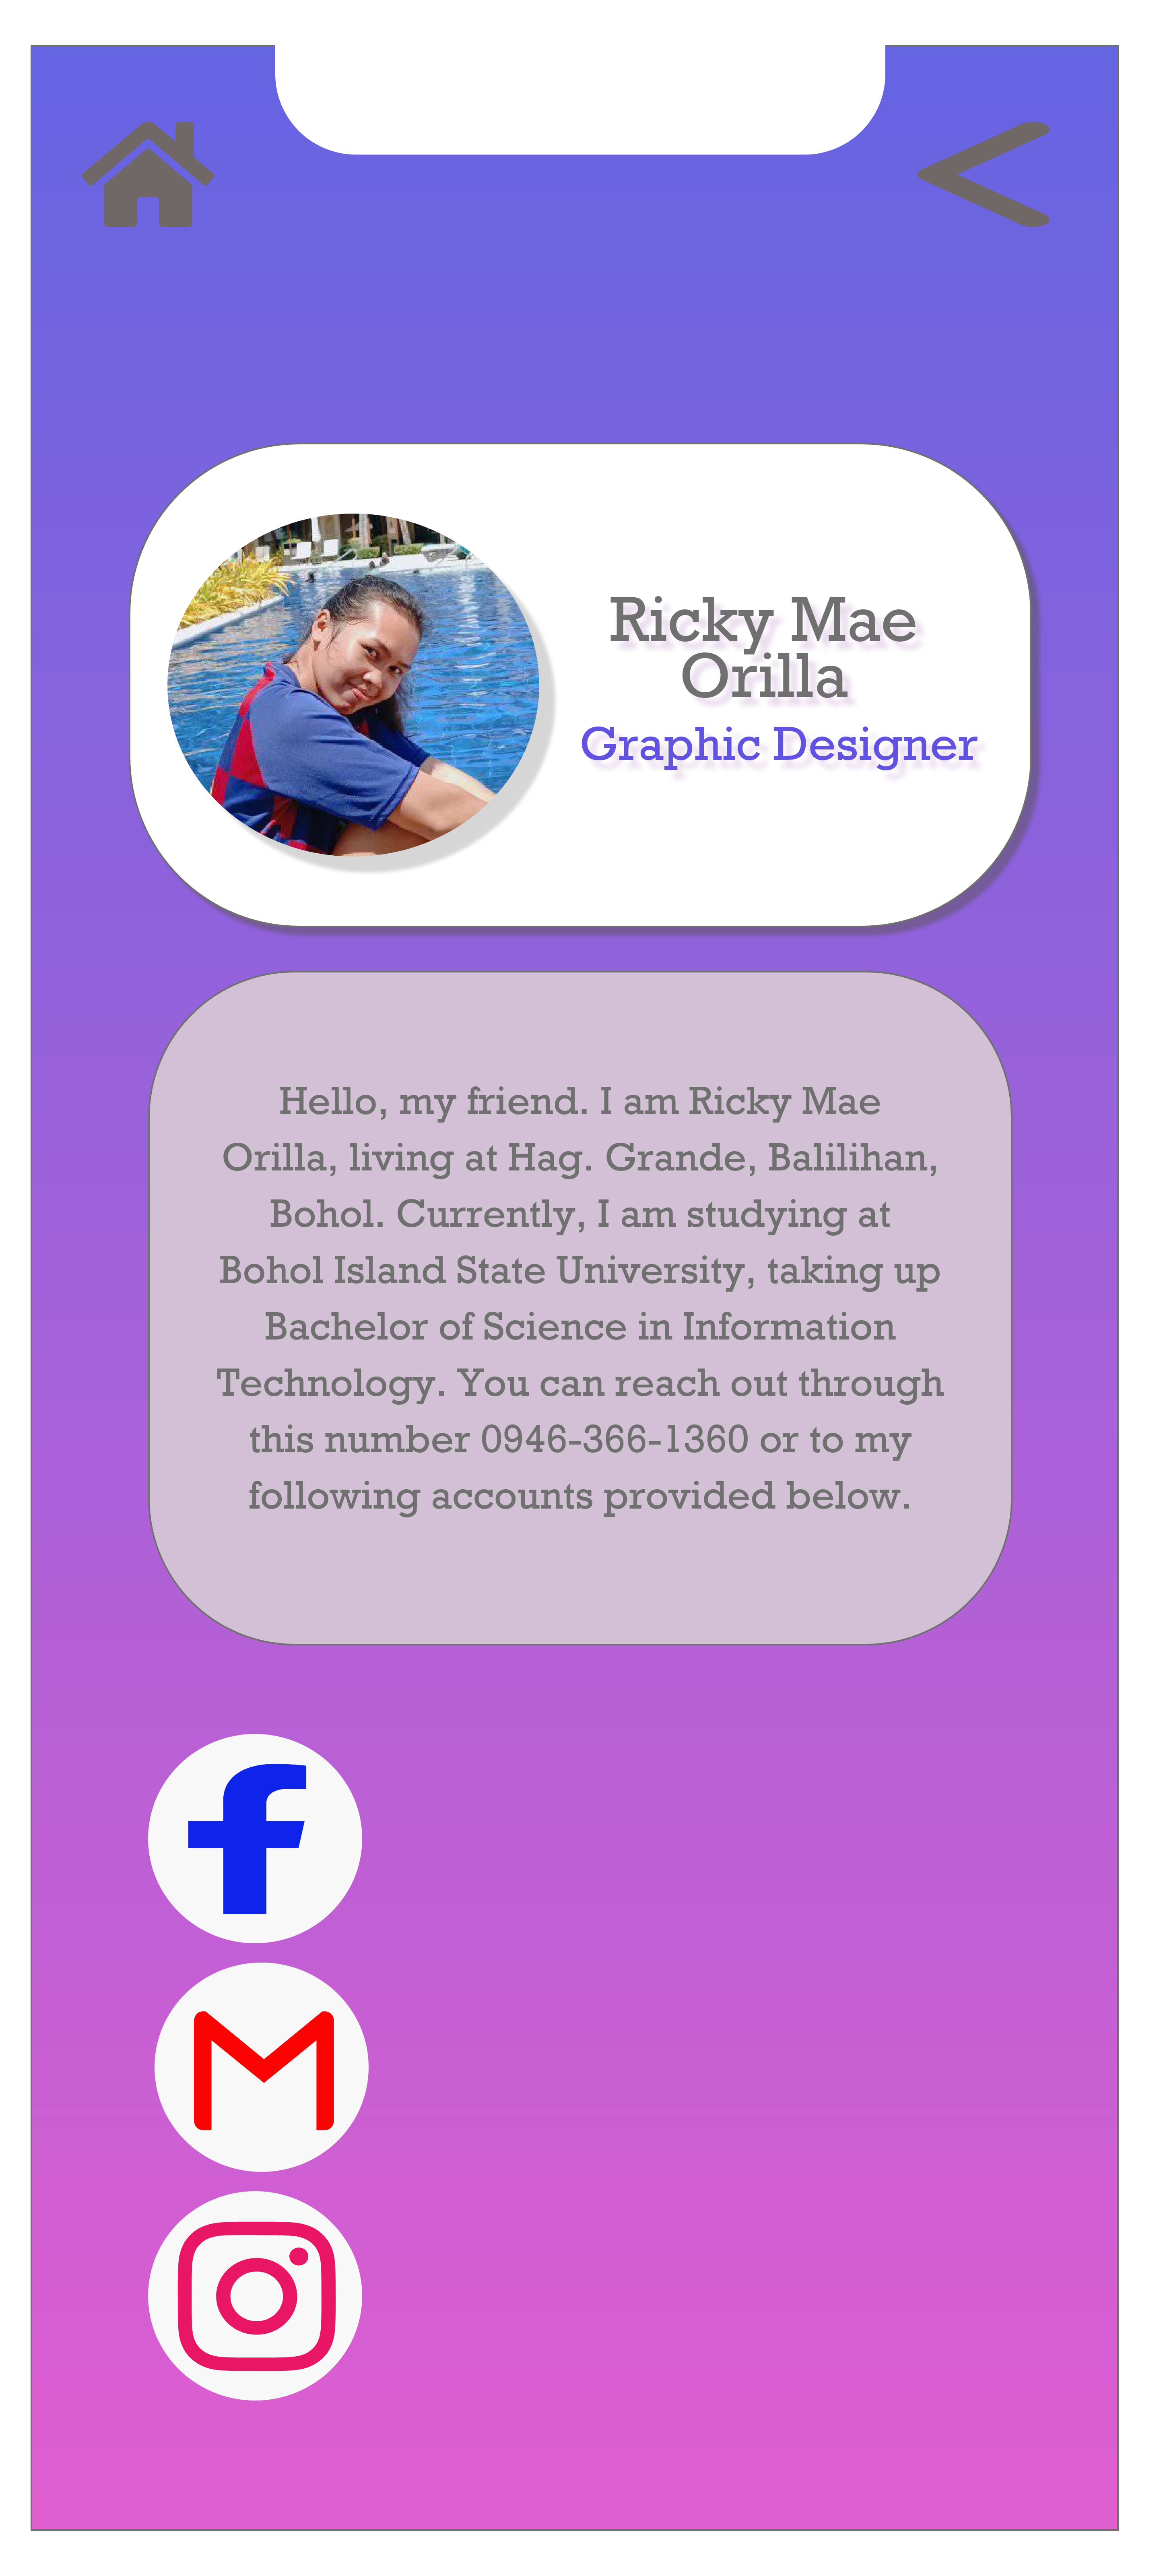 Ricky Mae
Orilla
Graphic Designer
Hello, my friend. I am Ricky Mae
Orilla, living at Hag. Grande, Balilihan,
Bohol. Currently, I am studying at
Bohol Island State University, taking up
Bachelor of Science in Information
Technology. You can reach out through
this number 0946-366-1360 or to my
following accounts provided below.